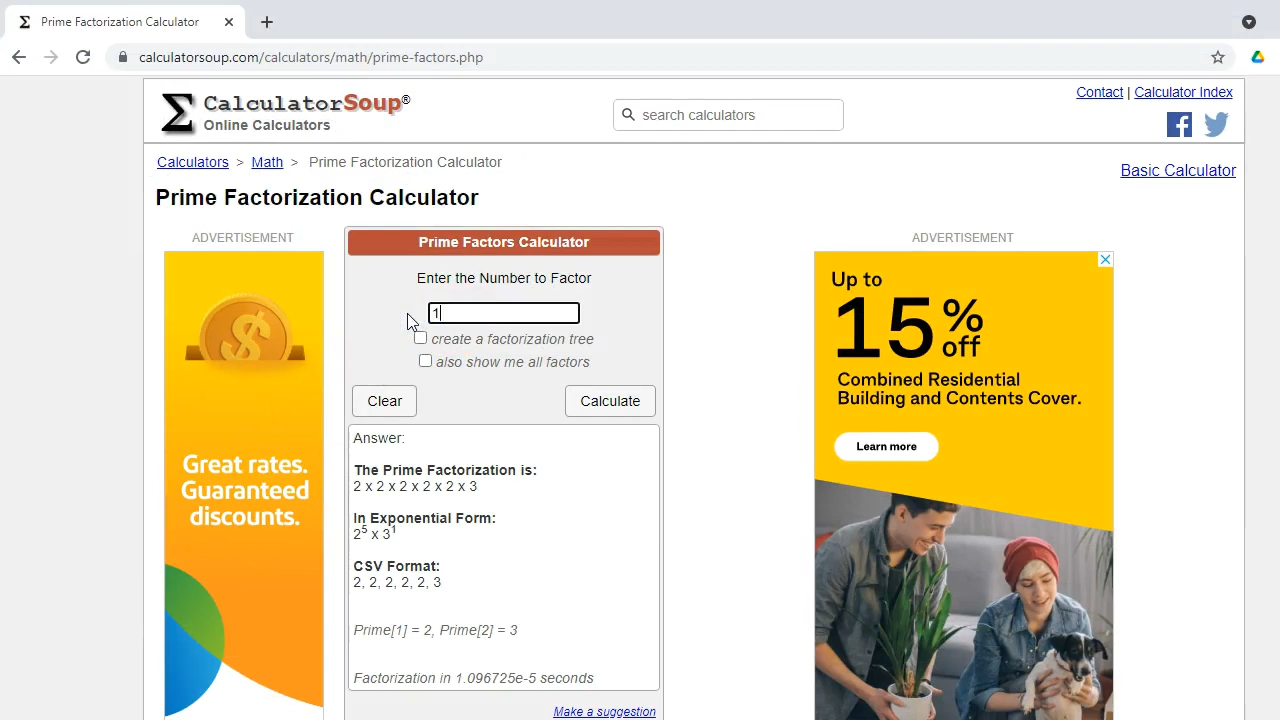 Prime Factorization Calculator
calculatorsoup.com/calculators/math/prime-factors.php
CalculatorSoup®
Online Calculators
search calculators
Contact | Calculator Index
Calculators > Math > Prime Factorization Calculator
Basic Calculator
Prime Factorization Calculator
ADVERTISEMENT
Great rates.
Guaranteed
discounts.
Prime Factors Calculator
Enter the Number to Factor
1
create a factorization tree
also show me all factors
Clear
Calculate
Answer:
The Prime Factorization is:
2 x 2 x 2 x 2 x 2 x 3
In Exponential Form:
2⁵ x 3¹
CSV Format:
2, 2, 2, 2, 2, 3
Prime[1] = 2, Prime[2] = 3
Factorization in 1.096725e-5 seconds
Make a suggestion
ADVERTISEMENT
Up to
15%
off
Combined Residential
Building and Contents Cover.
Learn more